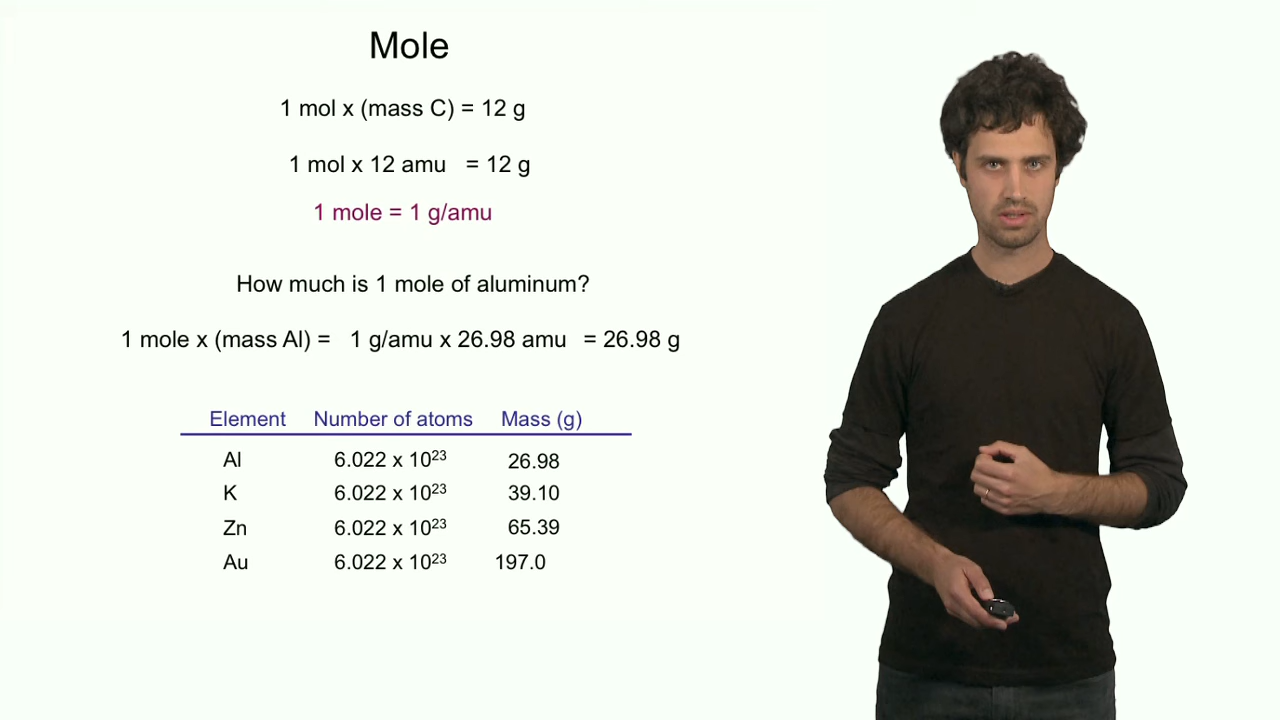 Mole
1 mol x (mass C) = 12 g
1 mol x 12 amu = 12 g
1 mole = 1 g/amu
How much is 1 mole of aluminum?
1 mole x (mass Al) = 1 g/amu x 26.98 amu = 26.98 g
Element Number of atoms Mass (g)
Al 6.022 x 10²³ 26.98
K 6.022 x 10²³ 39.10
Zn 6.022 x 10²³ 65.39
Au 6.022 x 10²³ 197.0